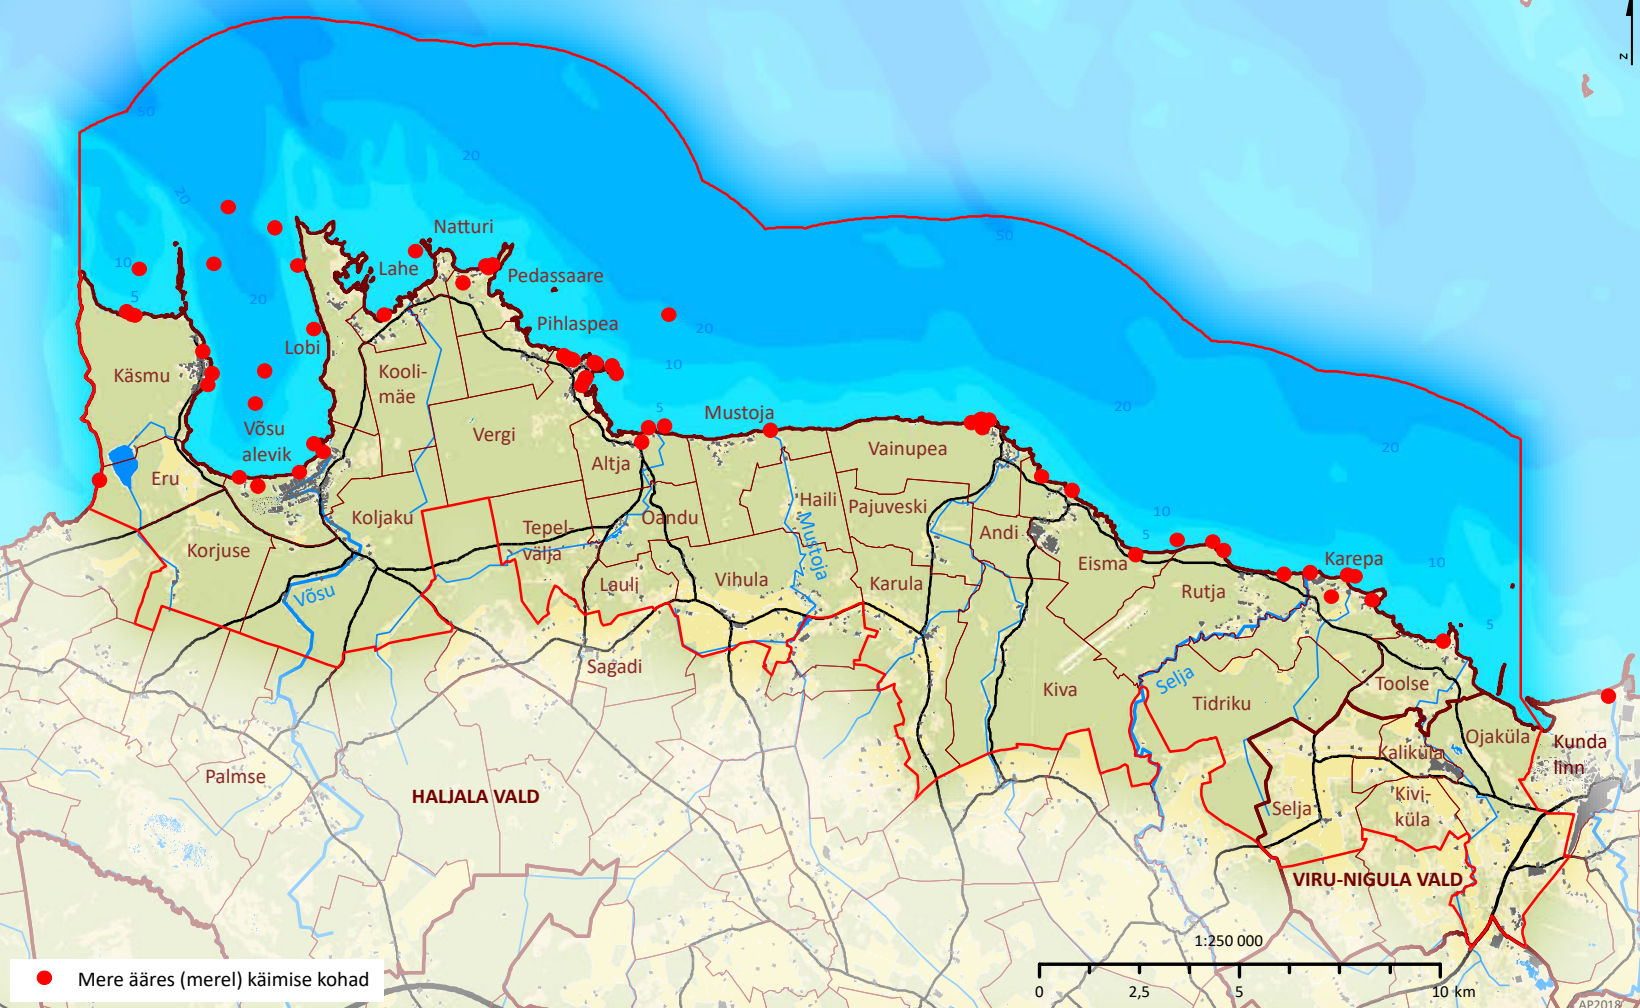 z
50
20
20
Natturi
50
10
Lahe
Pedassaare
5
20
Pihlaspea
20
Lobi
10
Käsmu
Kooli-
mäe
5
Mustoja
20
Võsu
alevik
Vergi
Vainupea
20
Altja
Eru
Haili
Pajuveski
10
Koljaku
Oandu
Tepel-
välja
Andi
5
Mustoja
Korjuse
Eisma
Karepa
10
Lauli
Vihula
Karula
Rutja
Võsu
5
Sagadi
Selja
Toolse
Kiva
Tidriku
Ojaküla
Kunda
linn
Kaliküla
Palmse
HALJALA VALD
Selja
Kivi-
küla
VIRU-NIGULA VALD
1:250 000
Mere ääres (merel) käimise kohad
0 2,5 5 10 km
AP2018